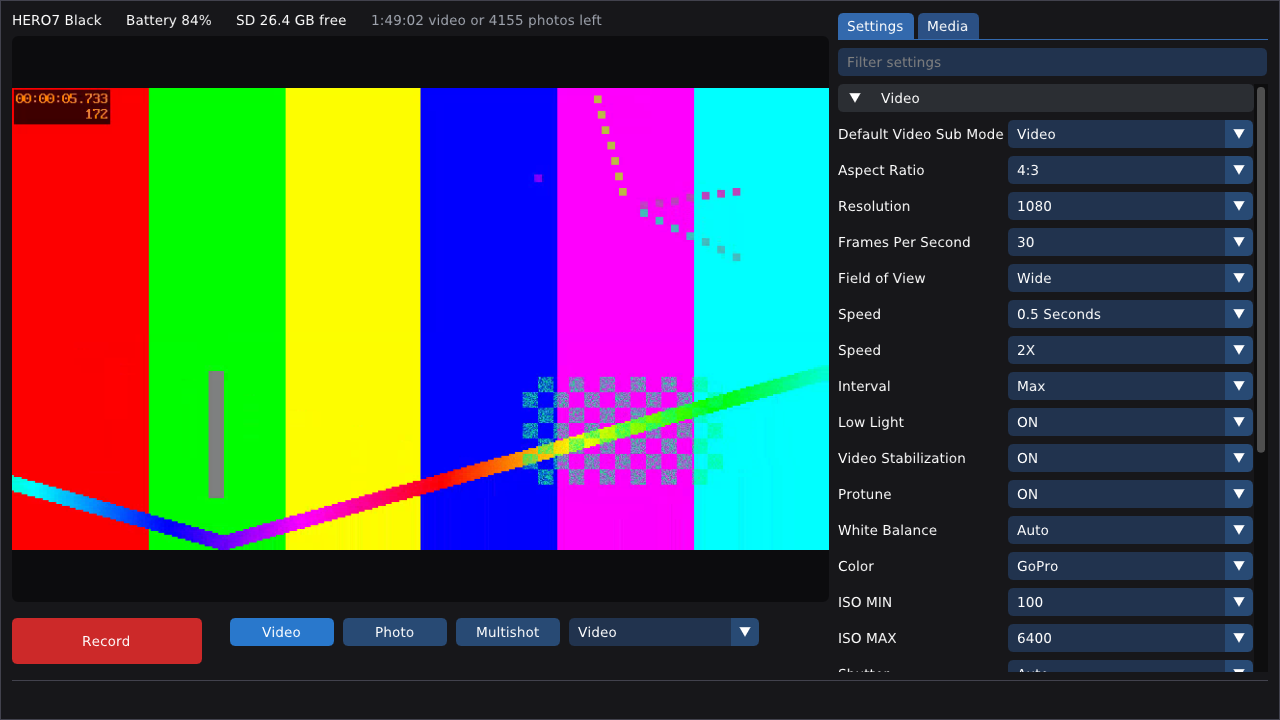 HERO7 Black Battery 84% SD 26.4 GB free 1:49:02 video or 4155 photos left
00:00:05.733
172
Record
Video Photo Multishot Video
Settings Media
Filter settings
Video
Default Video Sub Mode Video
Aspect Ratio 4:3
Resolution 1080
Frames Per Second 30
Field of View Wide
Speed 0.5 Seconds
Speed 2X
Interval Max
Low Light ON
Video Stabilization ON
Protune ON
White Balance Auto
Color GoPro
ISO MIN 100
ISO MAX 6400